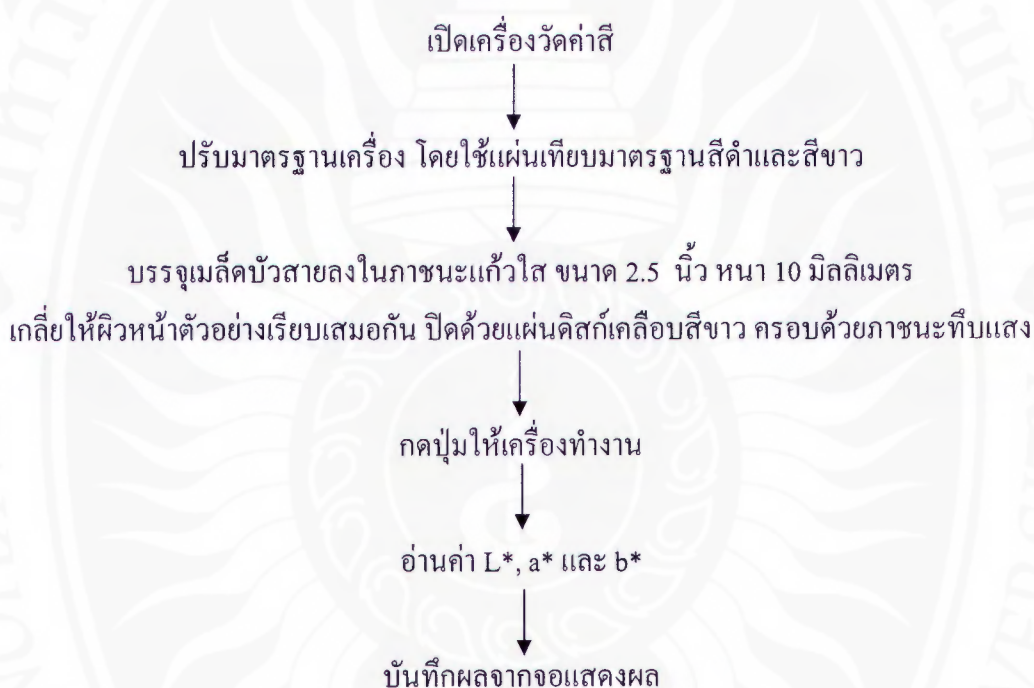 เปิดเครื่องวัดค่าสี
ปรับมาตรฐานเครื่อง โดยใช้แผ่นเทียบมาตรฐานสีดำและสีขาว
บรรจุเมล็ดบัวสายลงในภาชนะแก้วใส ขนาด 2.5 นิ้ว หนา 10 มิลลิเมตร
เกลี่ยให้ผิวหน้าตัวอย่างเรียบเสมอกัน ปิดด้วยแผ่นดิสก์เคลือบสีขาว ครอบด้วยภาชนะทึบแสง
กดปุ่มให้เครื่องทำงาน
อ่านค่า L*, a* และ b*
บันทึกผลจากจอแสดงผล